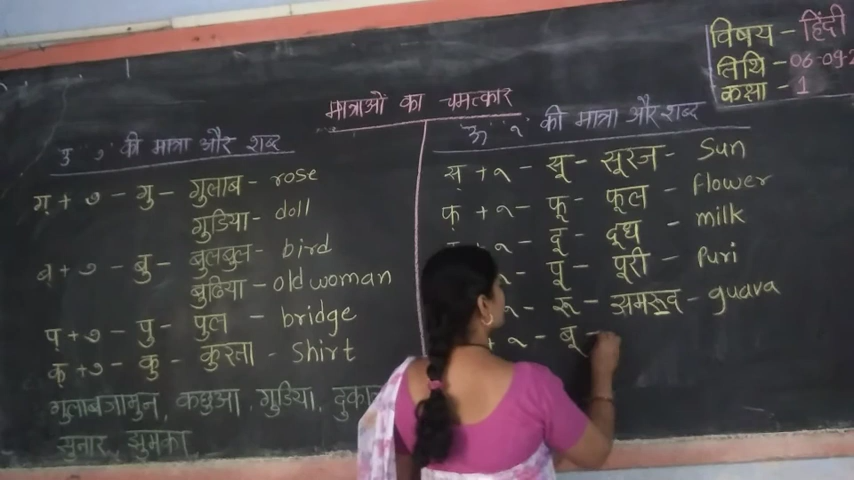 विषय - हिंदी
तिथि - 06-09-2
कक्षा - 1
मात्राओं का चमत्कार
उ ु की मात्रा और शब्द
ग् + ु - गु - गुलाब - rose
गुडिया - doll
ब् + ु - बु - बुलबुल - bird
बुढिया - old woman
प् + ु - पु - पुल - bridge
क् + ु - कु - कुरता - Shirt
गुलाबजामुन, कछुआ, गुडिया, दुकान
सुनार, झुमका,
ऊ ू की मात्रा और शब्द
स् + ू - सू - सूरज - Sun
फ् + ू - फू - फूल - Flower
+ ू - दू - दूध - milk
ू - पू - पूरी - Puri
ू - रू - अमरूद - guava
+ ू - बू -